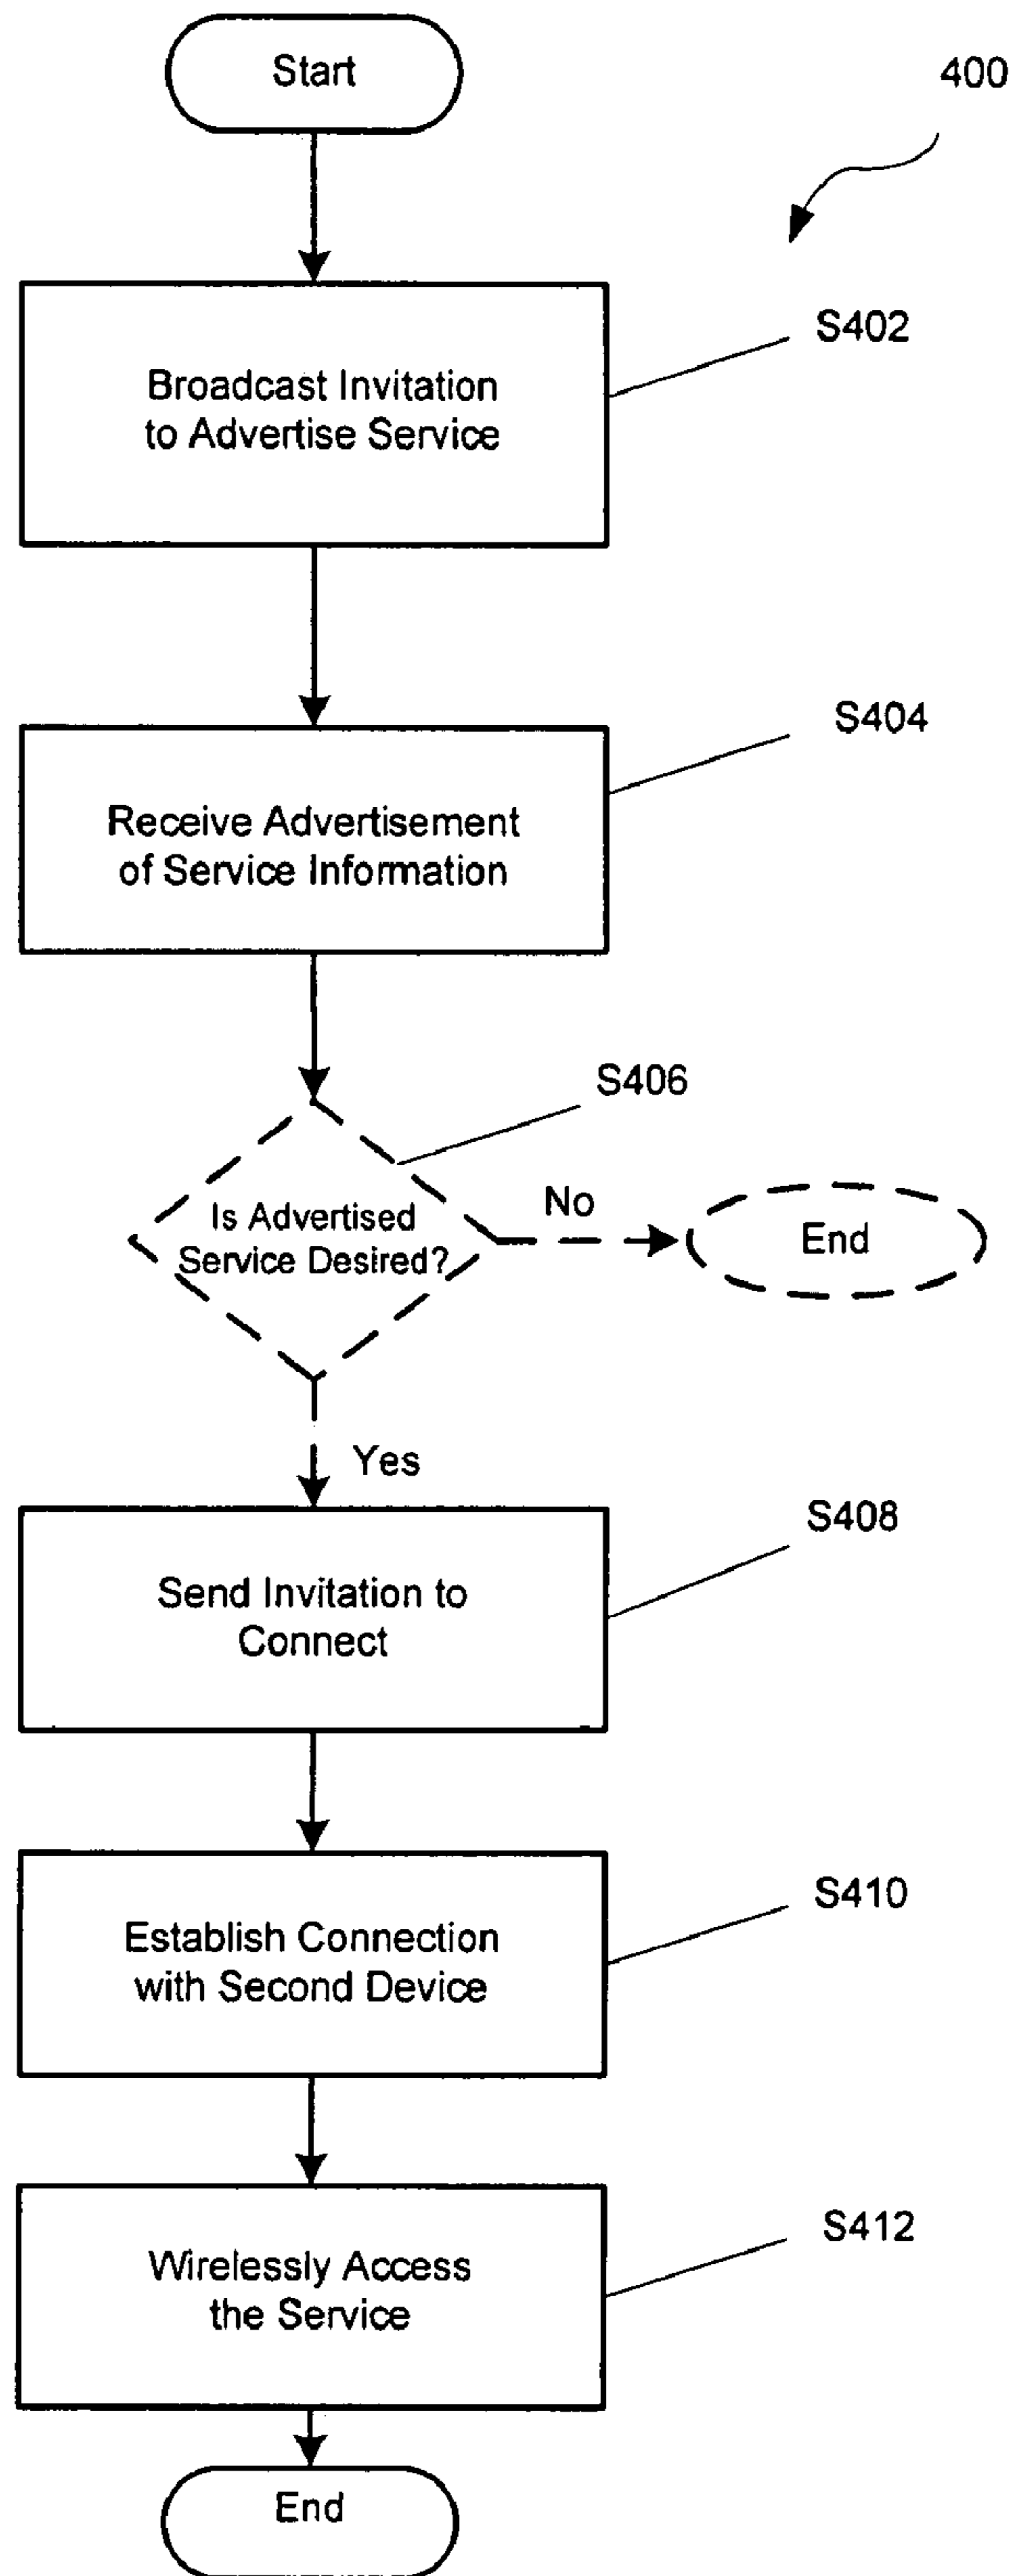 Start
400
S402
Broadcast Invitation
to Advertise Service
S404
Receive Advertisement
of Service Information
S406
Is Advertised
Service Desired?
No
End
Yes
S408
Send Invitation to
Connect
S410
Establish Connection
with Second Device
S412
Wirelessly Access
the Service
End